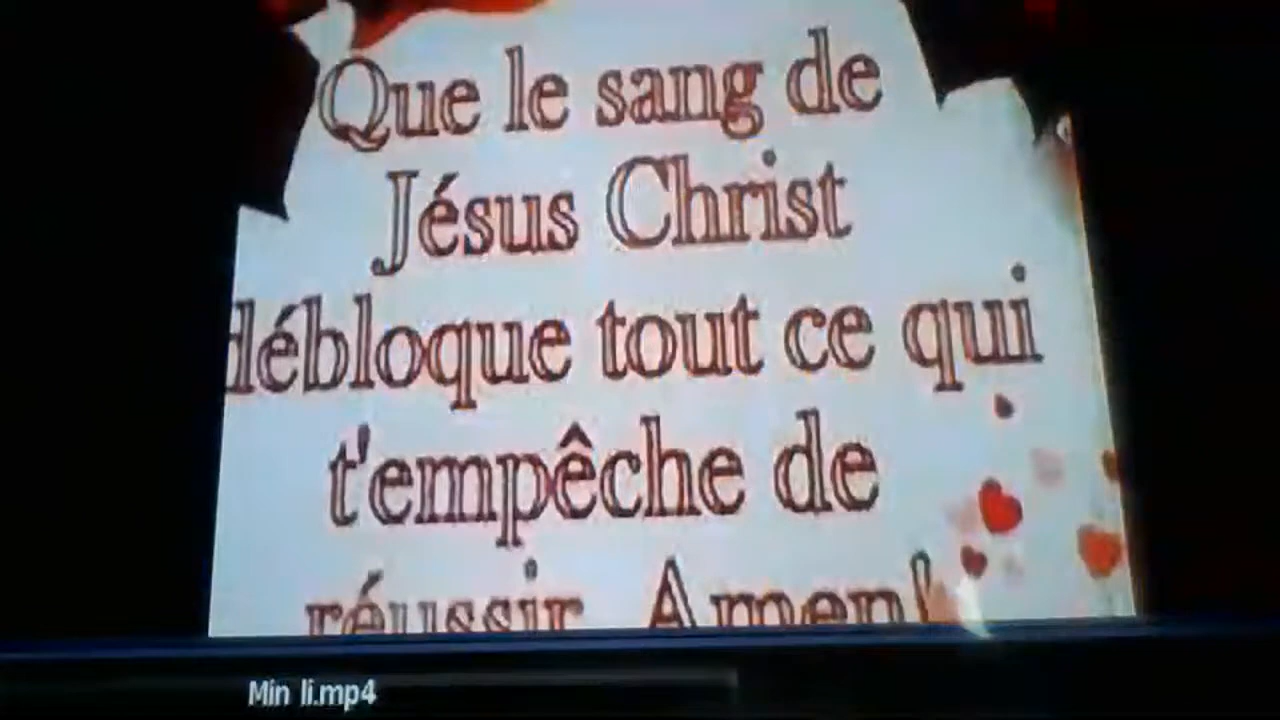 Que le sang de
Jésus Christ
débloque tout ce qui
t'empêche de
réussir Amen!
Min li.mp4